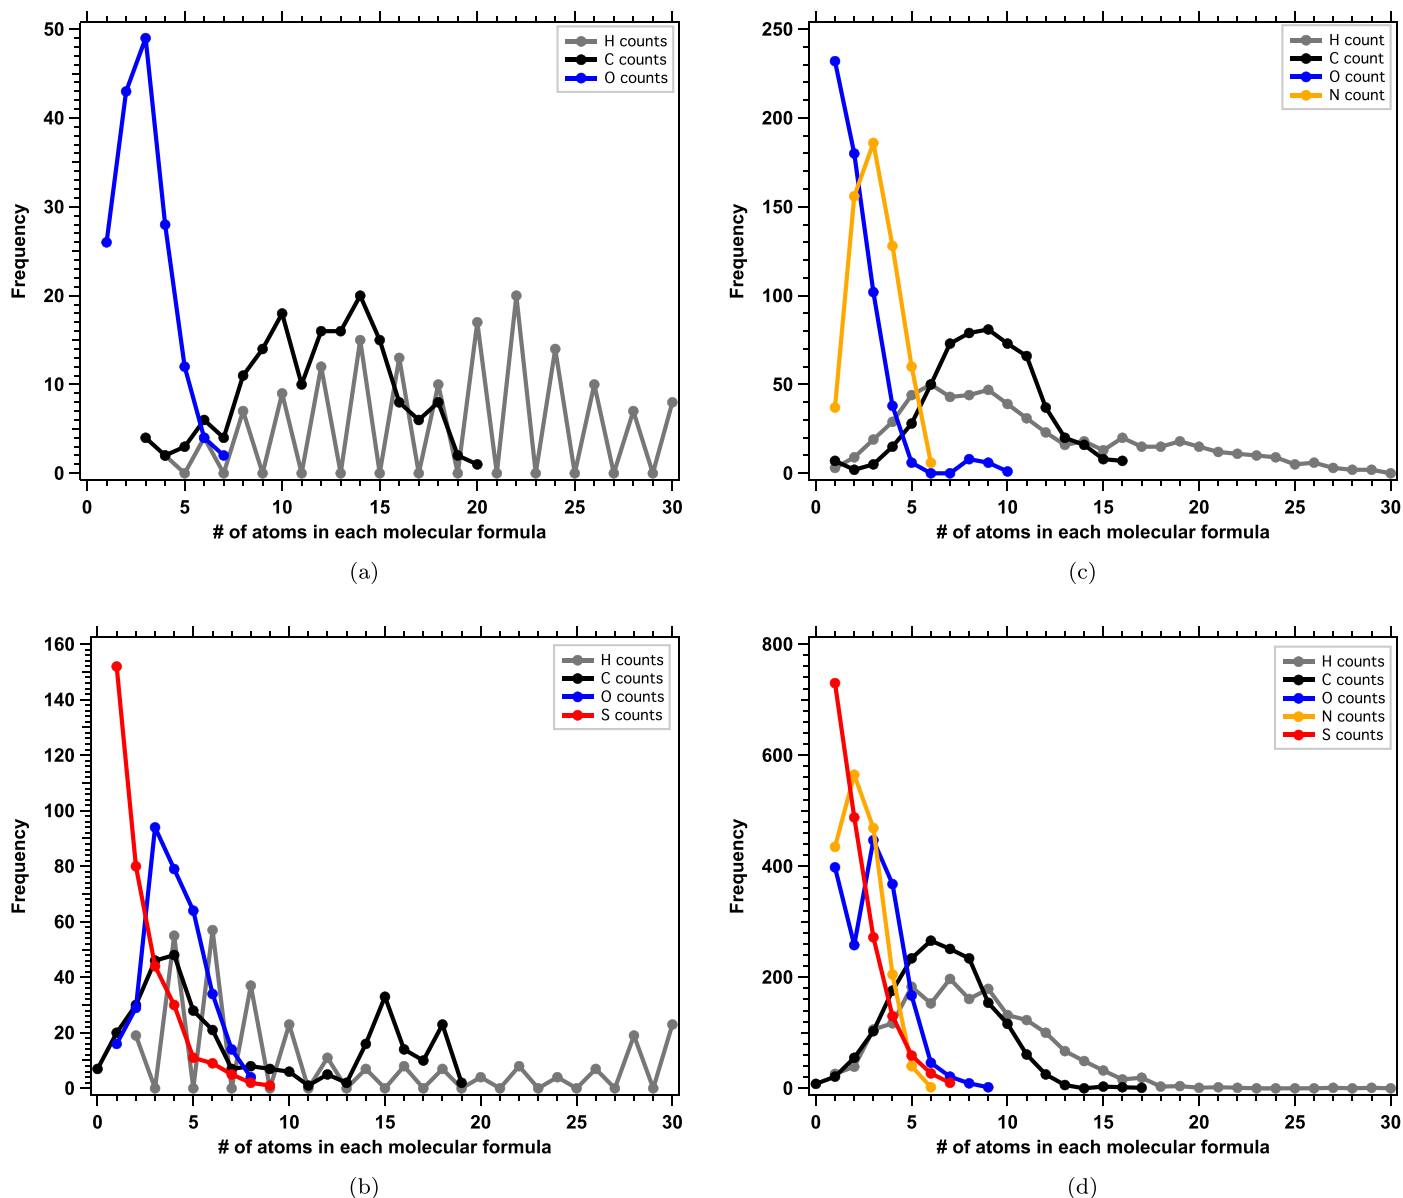 50
40
30
20
10
0
Frequency
H counts
C counts
O counts
0 5 10 15 20 25 30
# of atoms in each molecular formula
(a)
250
200
150
100
50
0
Frequency
H count
C count
O count
N count
0 5 10 15 20 25 30
# of atoms in each molecular formula
(c)
160
140
120
100
80
60
40
20
0
Frequency
H counts
C counts
O counts
S counts
0 5 10 15 20 25 30
# of atoms in each molecular formula
(b)
800
600
400
200
0
Frequency
H counts
C counts
O counts
N counts
S counts
0 5 10 15 20 25 30
# of atoms in each molecular formula
(d)